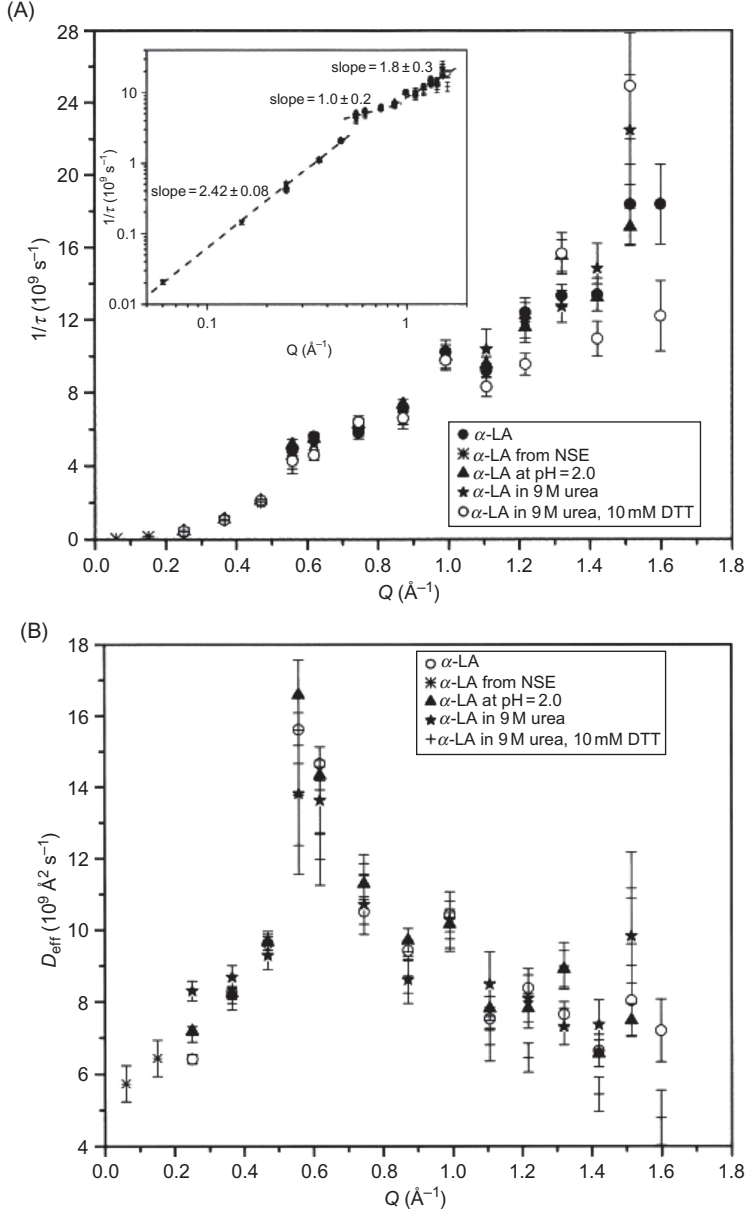 (A)
28
24
20
16
12
8
4
0
1/τ (10⁹ s⁻¹)
0.0 0.2 0.4 0.6 0.8 1.0 1.2 1.4 1.6 1.8
Q (Å⁻¹)
10
1
0.1
0.01
1/τ (10⁹ s⁻¹)
slope = 1.8 ± 0.3
slope = 1.0 ± 0.2
slope = 2.42 ± 0.08
0.1 1
Q (Å⁻¹)
α-LA
α-LA from NSE
α-LA at pH = 2.0
α-LA in 9 M urea
α-LA in 9 M urea, 10 mM DTT
(B)
18
16
14
12
10
8
6
4
D_eff (10⁹ Å² s⁻¹)
α-LA
α-LA from NSE
α-LA at pH = 2.0
α-LA in 9 M urea
α-LA in 9 M urea, 10 mM DTT
0.0 0.2 0.4 0.6 0.8 1.0 1.2 1.4 1.6 1.8
Q (Å⁻¹)